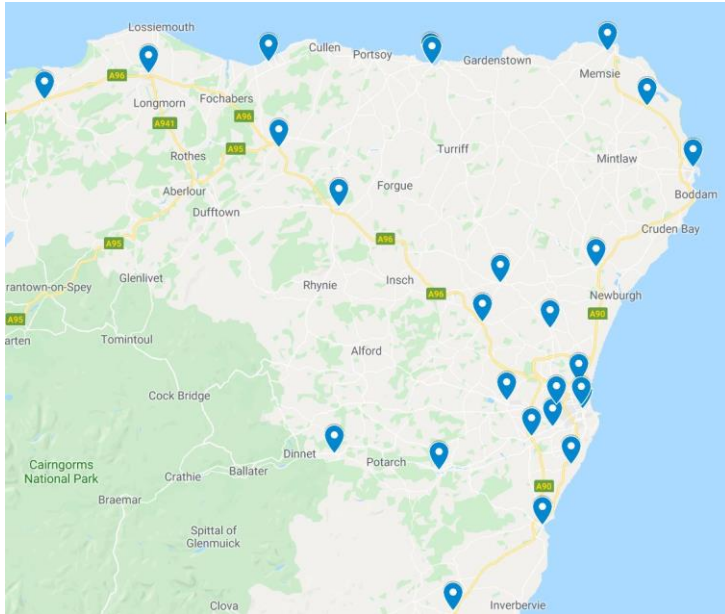 Lossiemouth
Cullen
Portsoy
Gardenstown
Memsie
A96
Longmorn
Fochabers
A941
A96
Rothes
A95
Turriff
Mintlaw
Aberlour
Forgue
Boddam
Dufftown
Cruden Bay
A96
A95
Glenlivet
Rhynie
Insch
rantown-on-Spey
A96
Newburgh
A95
A90
arten
Tomintoul
Alford
Cock Bridge
Dinnet
Potarch
Cairngorms
National Park
Crathie
Ballater
A90
Braemar
Spittal of
Glenmuick
Clova
Inverbervie